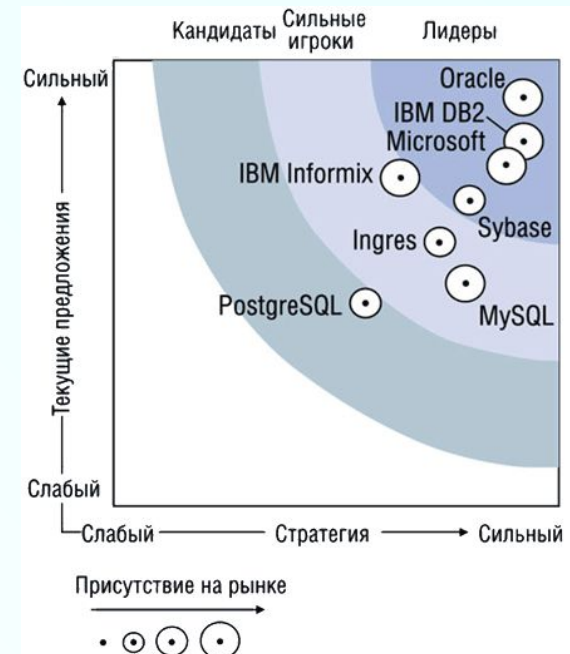 Кандидаты
Сильные
игроки
Лидеры
Сильный
Oracle
IBM DB2
Microsoft
IBM Informix
Sybase
Ingres
PostgreSQL
MySQL
Текущие предложения
Слабый
Слабый
Стратегия
Сильный
Присутствие на рынке